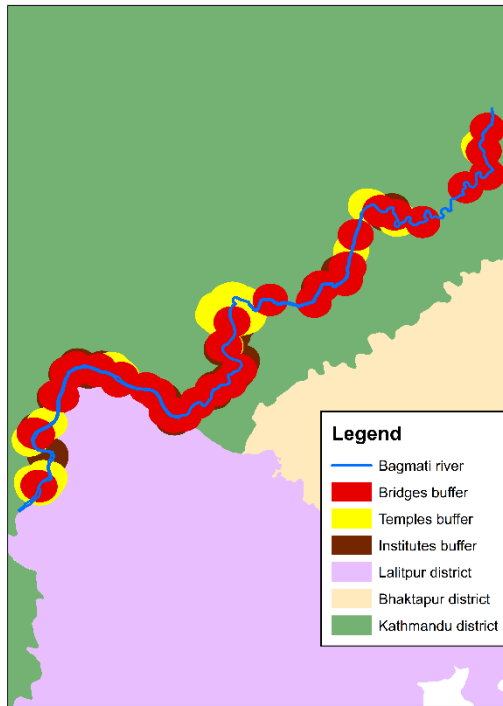 Legend
Bagmati river
Bridges buffer
Temples buffer
Institutes buffer
Lalitpur district
Bhaktapur district
Kathmandu district